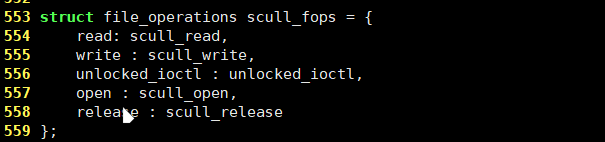 553 struct file_operations scull_fops = {
554     read: scull_read,
555     write : scull_write,
556     unlocked_ioctl : unlocked_ioctl,
557     open : scull_open,
558     release : scull_release
559 };